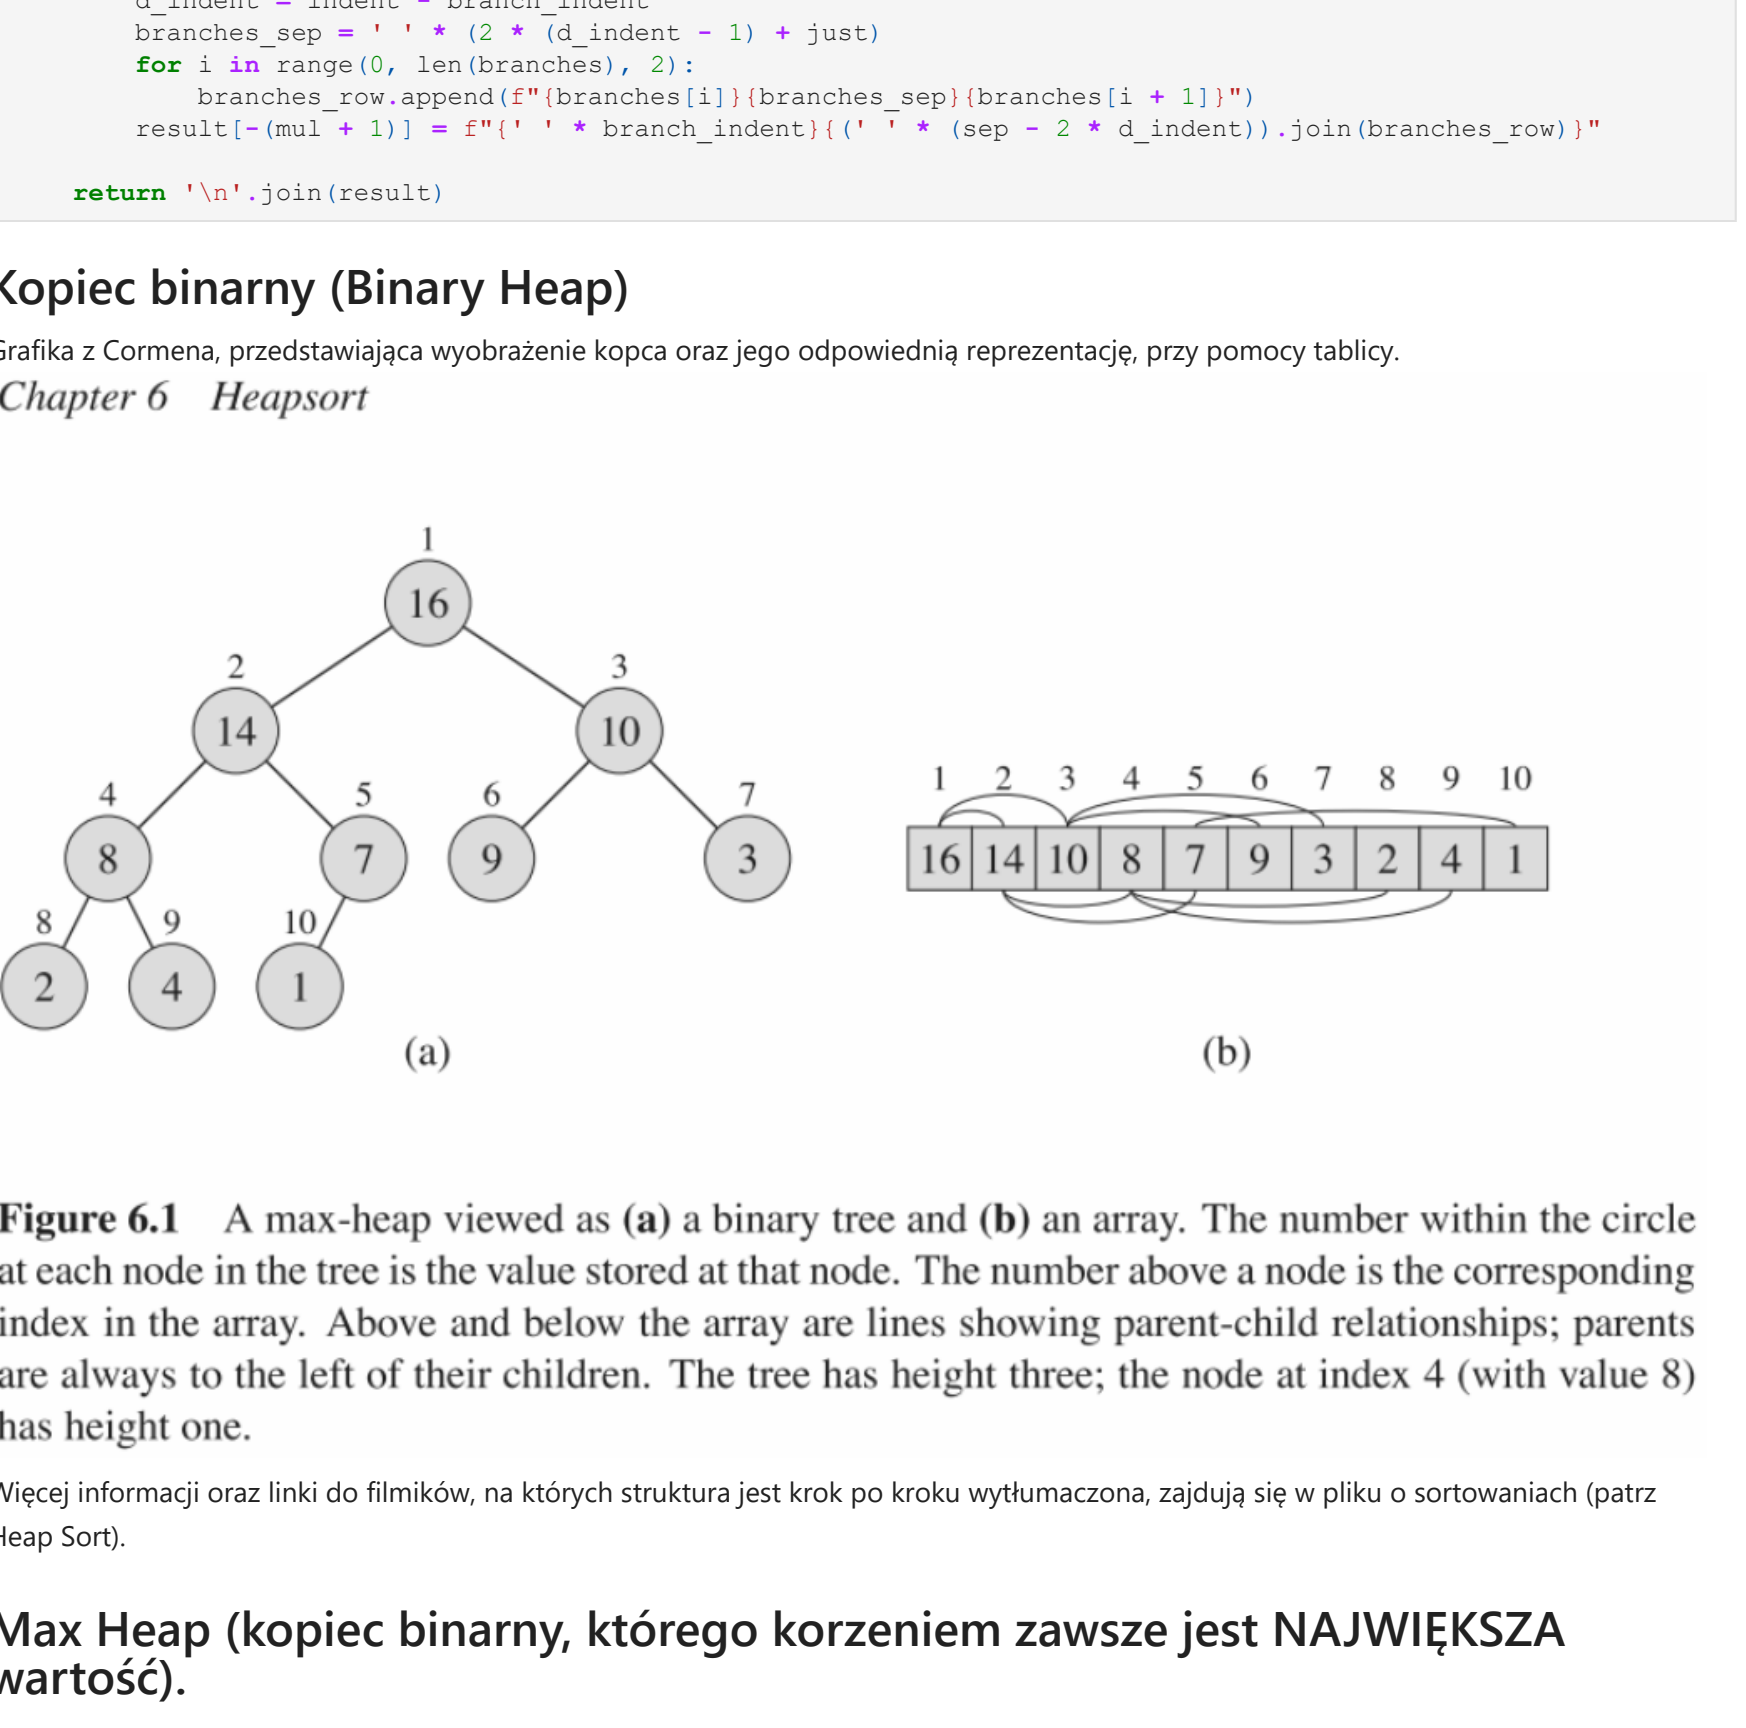 d_indent = indent - branch_indent
branches_sep = ' ' * (2 * (d_indent - 1) + just)
for i in range(0, len(branches), 2):
branches_row.append(f"{branches[i]}{branches_sep}{branches[i + 1]}")
result[-(mul + 1)] = f"{' ' * branch_indent}{(' ' * (sep - 2 * d_indent)).join(branches_row)}"
return '\n'.join(result)
Kopiec binarny (Binary Heap)
Grafika z Cormena, przedstawiająca wyobrażenie kopca oraz jego odpowiednią reprezentację, przy pomocy tablicy.
Chapter 6 Heapsort
1
16
2 3
14 10
4 5 6 7
8 7 9 3
8 9 10
2 4 1
(a)
1 2 3 4 5 6 7 8 9 10
16 14 10 8 7 9 3 2 4 1
(b)
Figure 6.1 A max-heap viewed as (a) a binary tree and (b) an array. The number within the circle
at each node in the tree is the value stored at that node. The number above a node is the corresponding
index in the array. Above and below the array are lines showing parent-child relationships; parents
are always to the left of their children. The tree has height three; the node at index 4 (with value 8)
has height one.
Więcej informacji oraz linki do filmików, na których struktura jest krok po kroku wytłumaczona, zajdują się w pliku o sortowaniach (patrz
Heap Sort).
Max Heap (kopiec binarny, którego korzeniem zawsze jest NAJWIĘKSZA
wartość).